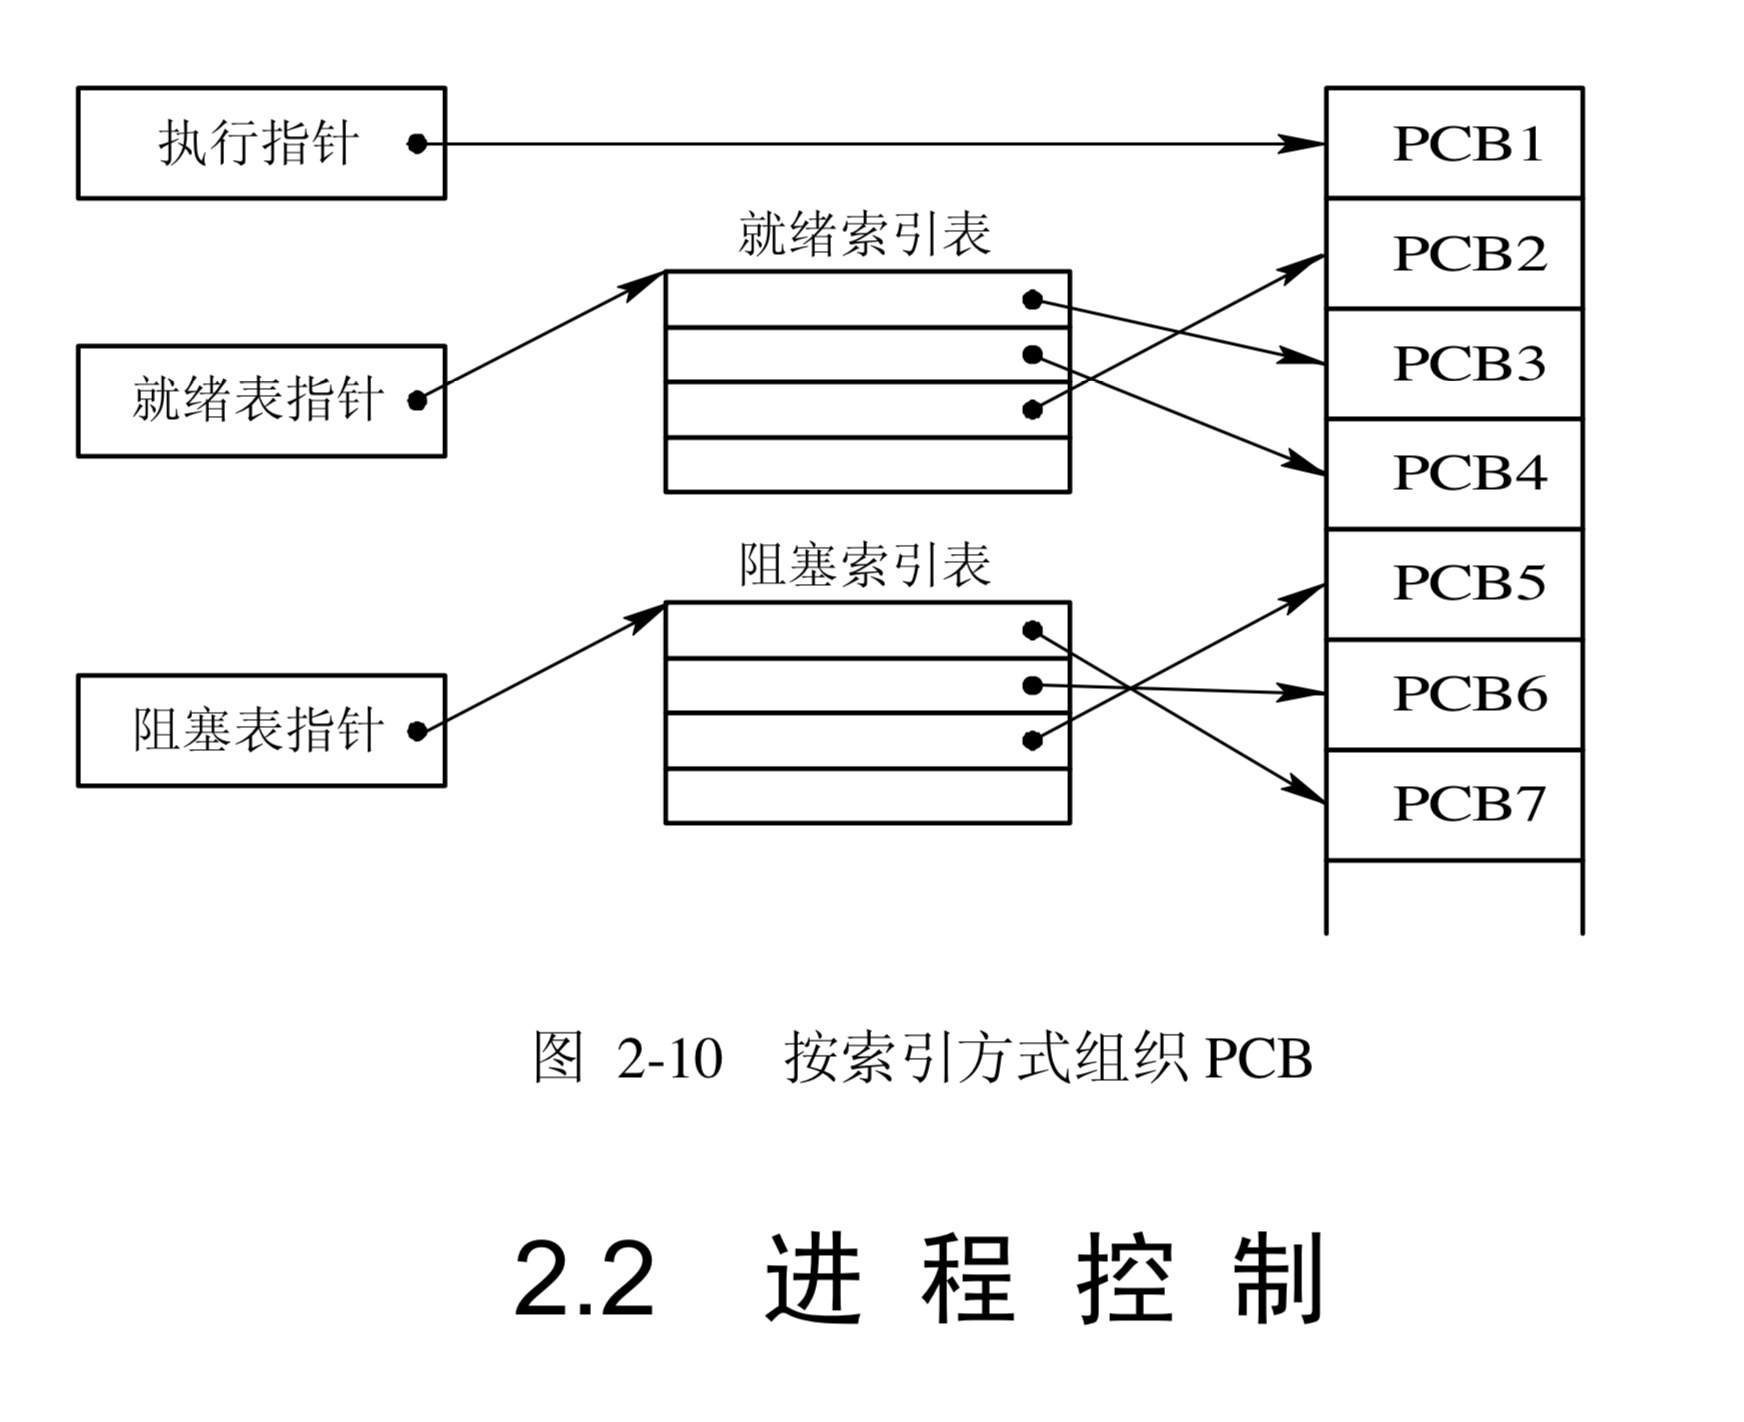 执行指针
PCB1
就绪索引表
PCB2
就绪表指针
PCB3
PCB4
阻塞索引表
PCB5
阻塞表指针
PCB6
PCB7
图 2-10 按索引方式组织 PCB
2.2 进 程 控 制